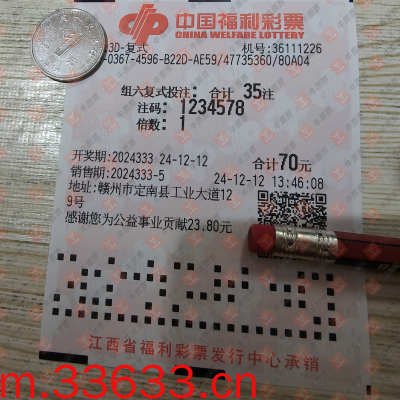 中国福利彩票
CHINA WELFARE LOTTERY
3D-复式 机号:36111226
-0367-4596-B22D-AE59/47735360/80A04
组六复式投注: 合计 35注
注码: 1234578
倍数: 1
开奖期:2024333 24-12-12 合计70元
销售期:2024333-5 24-12-12 13:46:08
地址:赣州市定南县工业大道12
9号
感谢您为公益事业贡献23.80元
江西省福利彩票发行中心承销
m.33633.cn